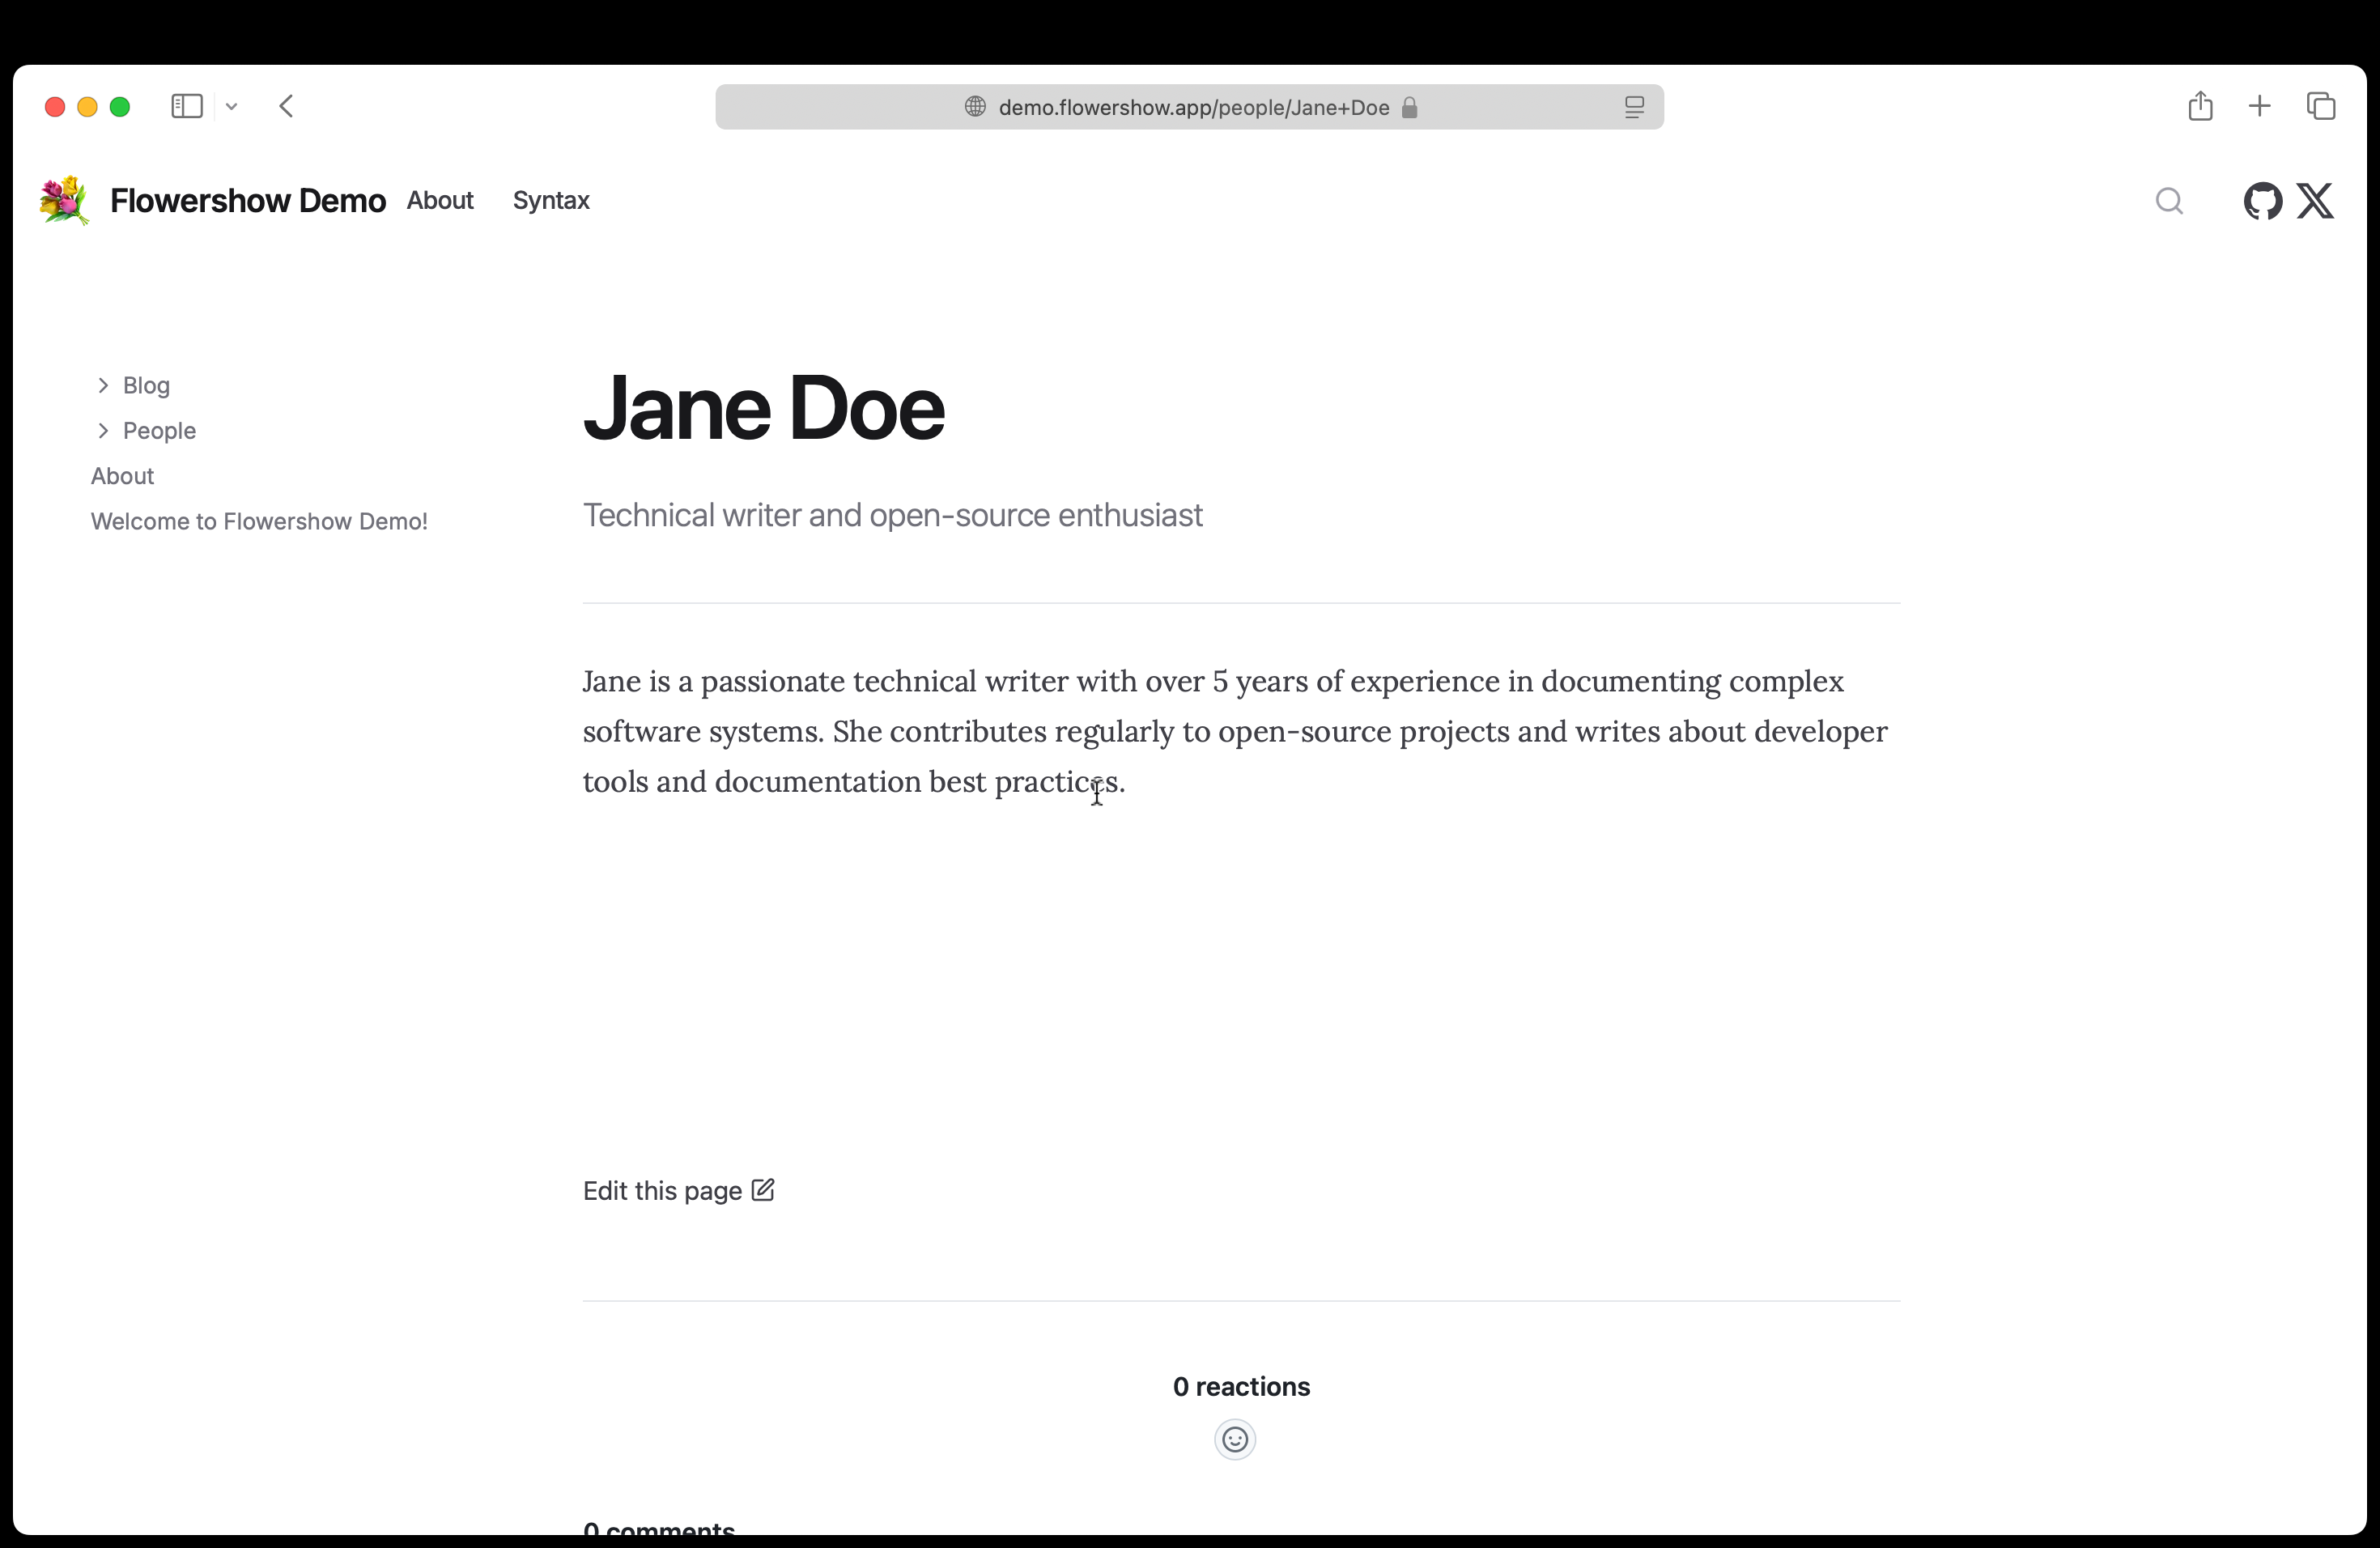 demo.flowershow.app/people/Jane+Doe
Flowershow Demo
About
Syntax
Blog
People
About
Welcome to Flowershow Demo!
Jane Doe
Technical writer and open-source enthusiast
Jane is a passionate technical writer with over 5 years of experience in documenting complex
software systems. She contributes regularly to open-source projects and writes about developer
tools and documentation best practices.
Edit this page
0 reactions
0 comments